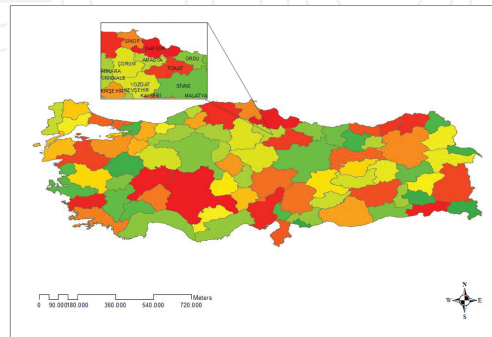 SINOP
SAMSUN
ORDU
ÇORUM
AMASYA
TOKAT
ANKARA
KIRIKKALE
YOZGAT
SİVAS
KIRŞEHİR
NEVŞEHİR
KAYSERİ
MALATYA
Meters
0 90.000180.000 360.000 540.000 720.000
N
W E
S